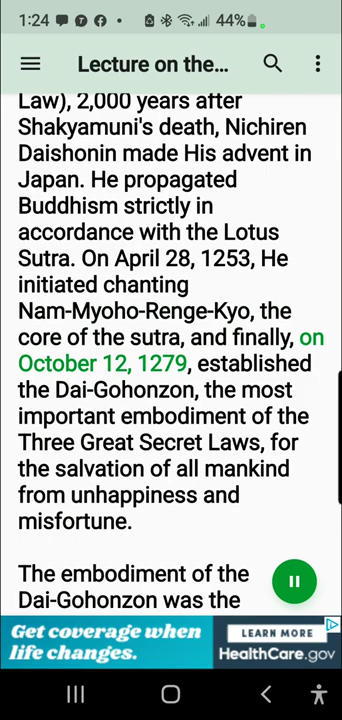 1:24 44%
Lecture on the...
Law), 2,000 years after
Shakyamuni's death, Nichiren
Daishonin made His advent in
Japan. He propagated
Buddhism strictly in
accordance with the Lotus
Sutra. On April 28, 1253, He
initiated chanting
Nam-Myoho-Renge-Kyo, the
core of the sutra, and finally, on
October 12, 1279, established
the Dai-Gohonzon, the most
important embodiment of the
Three Great Secret Laws, for
the salvation of all mankind
from unhappiness and
misfortune.
The embodiment of the
Dai-Gohonzon was the
Get coverage when
life changes.
LEARN MORE
HealthCare.gov